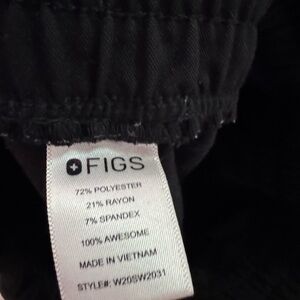 FIGS
72% POLYESTER
21% RAYON
7% SPANDEX
100% AWESOME
MADE IN VIETNAM
STYLE#: W20SW2031